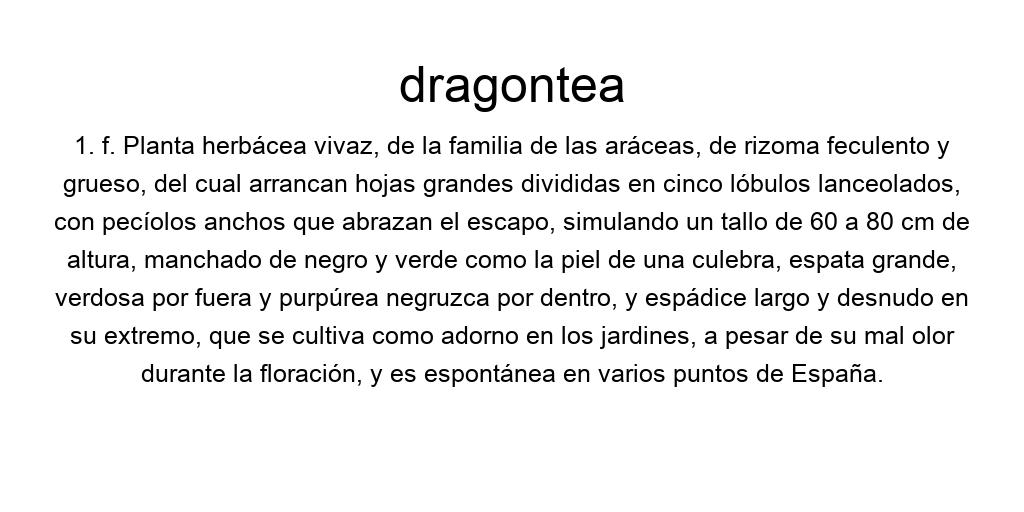 dragontea
1. f. Planta herbácea vivaz, de la familia de las aráceas, de rizoma feculento y
grueso, del cual arrancan hojas grandes divididas en cinco lóbulos lanceolados,
con pecíolos anchos que abrazan el escapo, simulando un tallo de 60 a 80 cm de
altura, manchado de negro y verde como la piel de una culebra, espata grande,
verdosa por fuera y purpúrea negruzca por dentro, y espádice largo y desnudo en
su extremo, que se cultiva como adorno en los jardines, a pesar de su mal olor
durante la floración, y es espontánea en varios puntos de España.